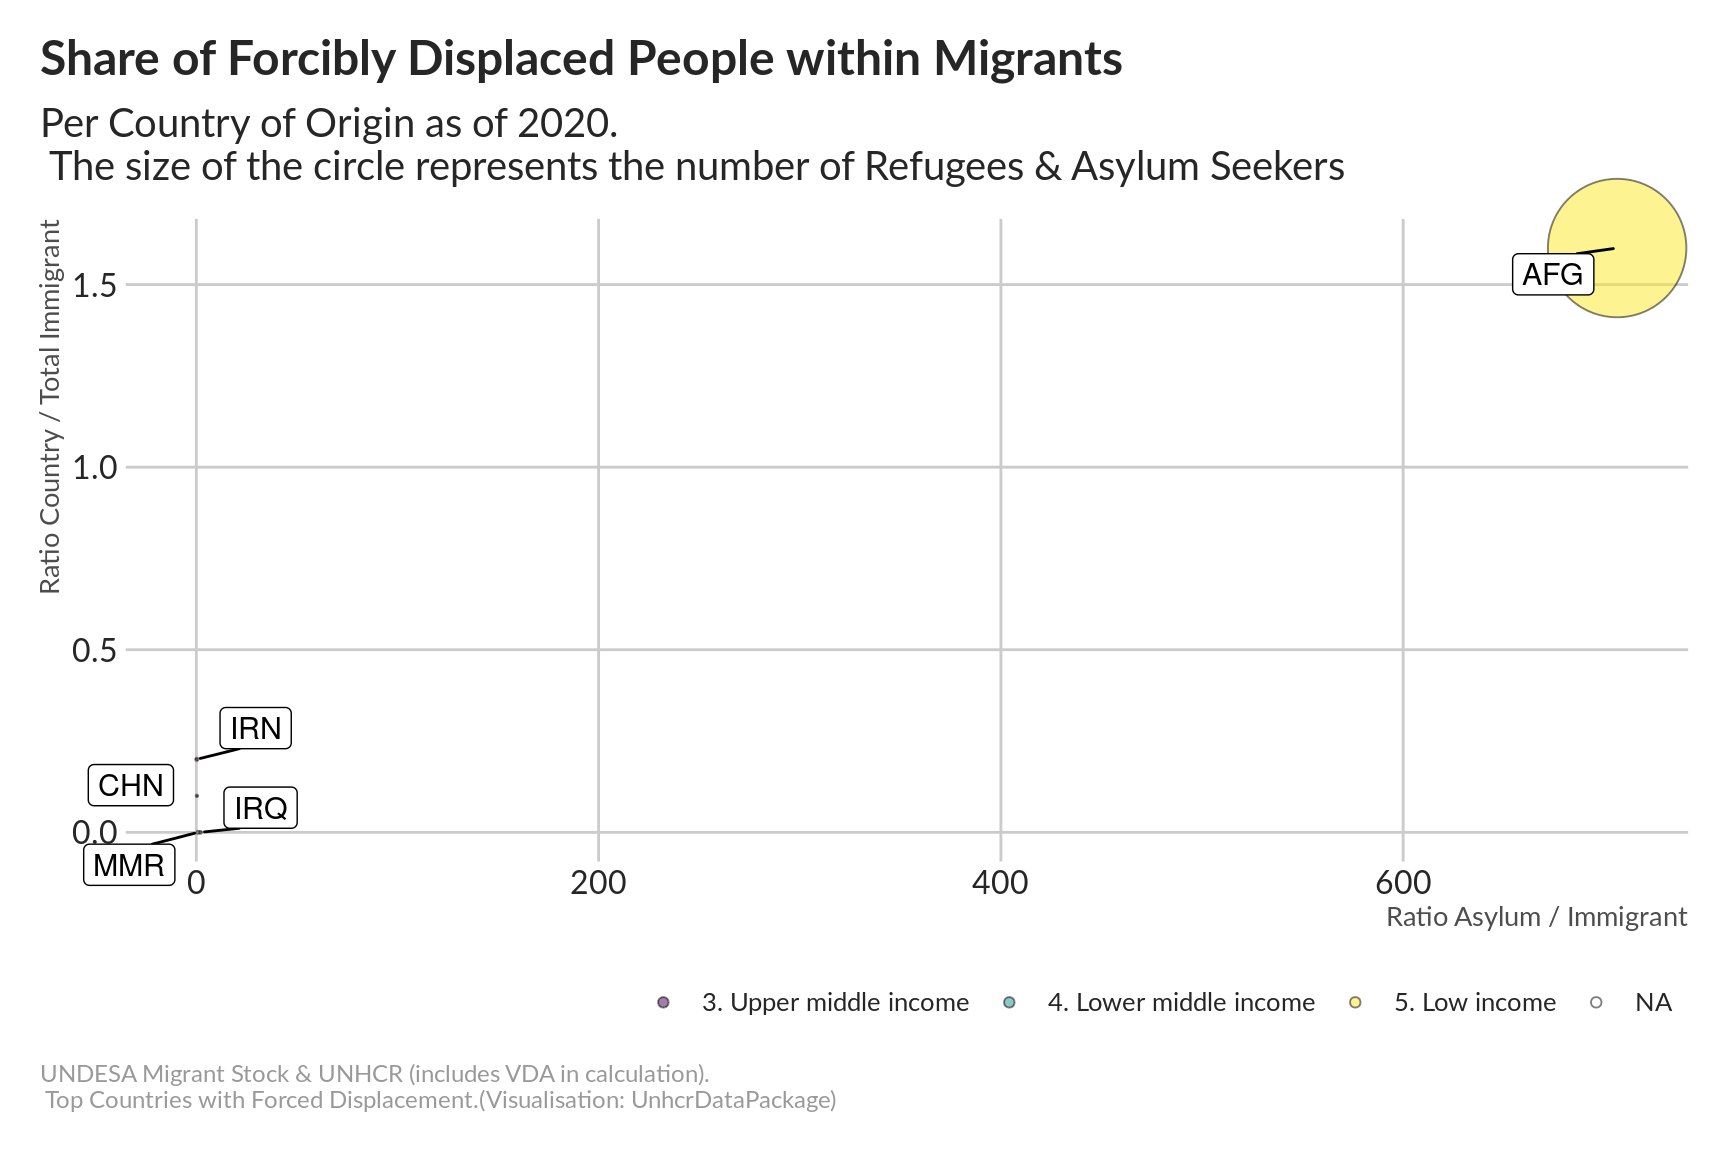 Share of Forcibly Displaced People within Migrants
Per Country of Origin as of 2020.
The size of the circle represents the number of Refugees & Asylum Seekers
Ratio Country / Total Immigrant
1.5
1.0
0.5
0.0
AFG
IRN
CHN
IRQ
MMR
0
200
400
600
Ratio Asylum / Immigrant
3. Upper middle income
4. Lower middle income
5. Low income
NA
UNDESA Migrant Stock & UNHCR (includes VDA in calculation).
Top Countries with Forced Displacement.(Visualisation: UnhcrDataPackage)